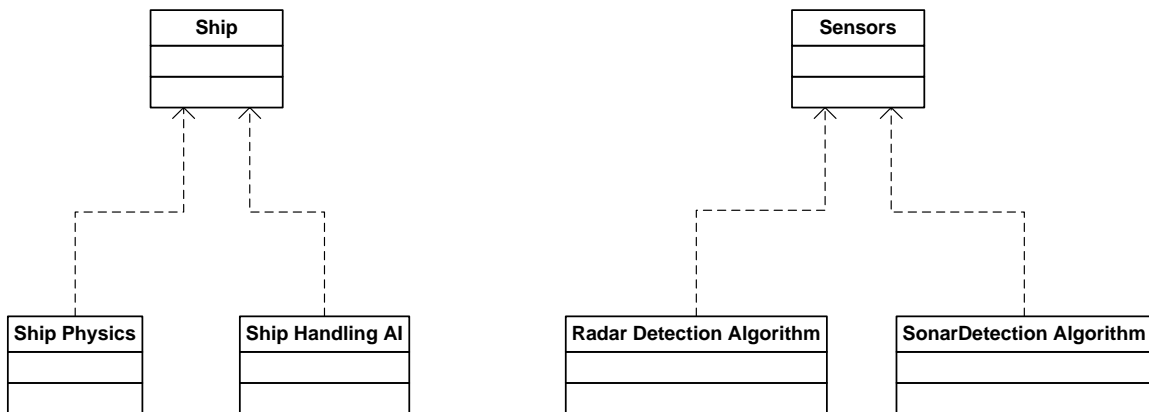 Ship
Sensors
Ship Physics
Ship Handling AI
Radar Detection Algorithm
SonarDetection Algorithm